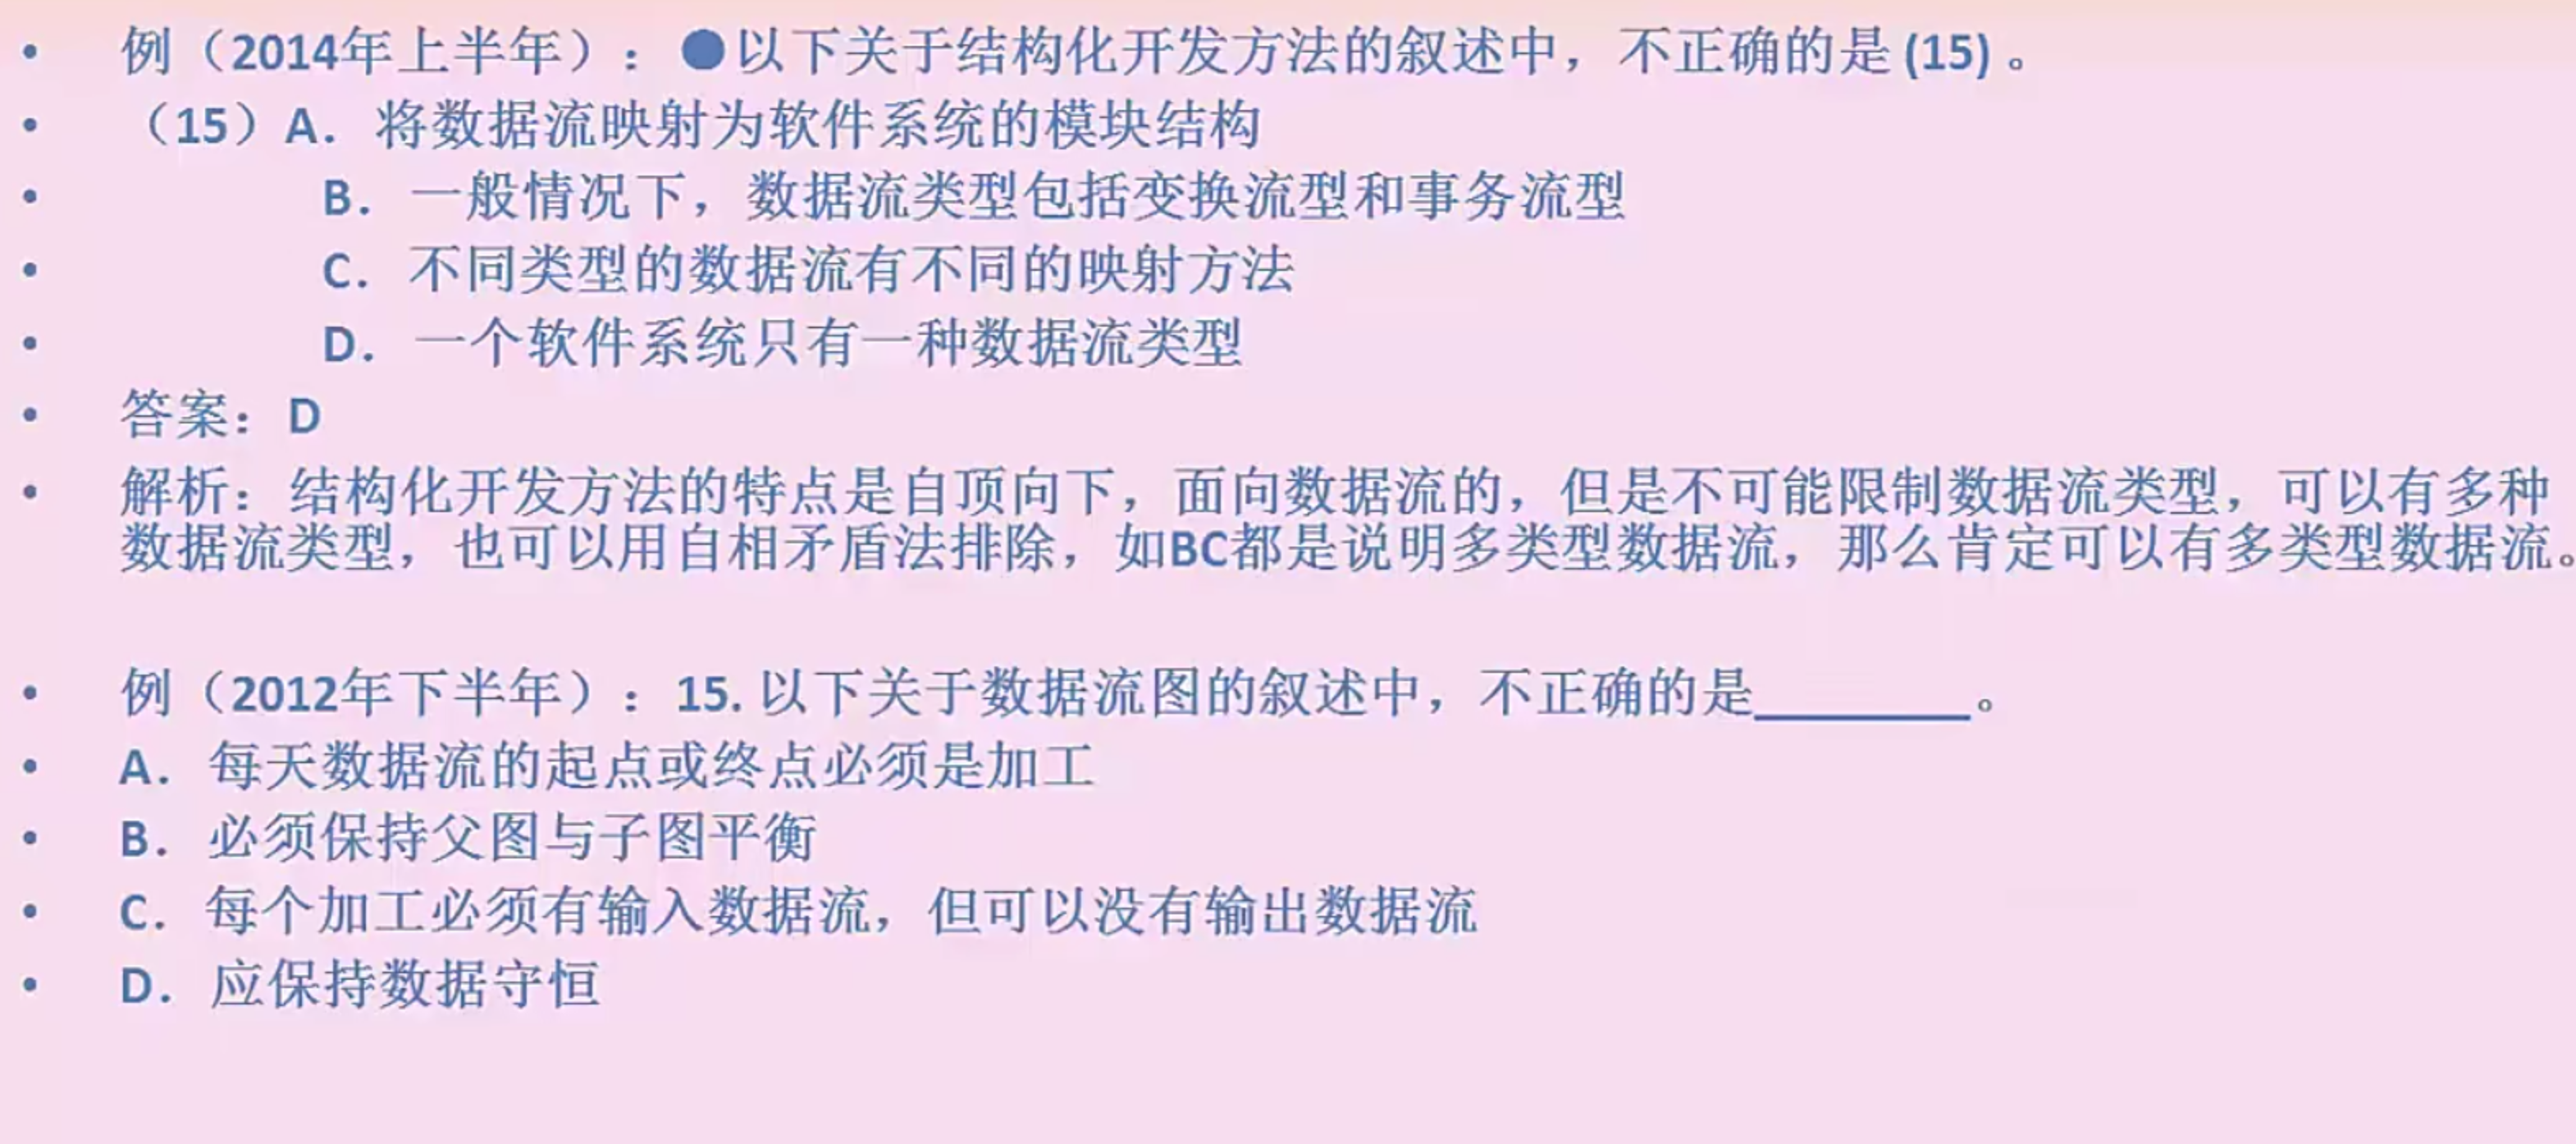 • 例（2014年上半年）：●以下关于结构化开发方法的叙述中，不正确的是 (15) 。
• （15）A．将数据流映射为软件系统的模块结构
• B．一般情况下，数据流类型包括变换流型和事务流型
• C．不同类型的数据流有不同的映射方法
• D．一个软件系统只有一种数据流类型
• 答案：D
• 解析：结构化开发方法的特点是自顶向下，面向数据流的，但是不可能限制数据流类型，可以有多种
数据流类型，也可以用自相矛盾法排除，如BC都是说明多类型数据流，那么肯定可以有多类型数据流。
• 例（2012年下半年）：15. 以下关于数据流图的叙述中，不正确的是________。
• A．每天数据流的起点或终点必须是加工
• B．必须保持父图与子图平衡
• C．每个加工必须有输入数据流，但可以没有输出数据流
• D．应保持数据守恒